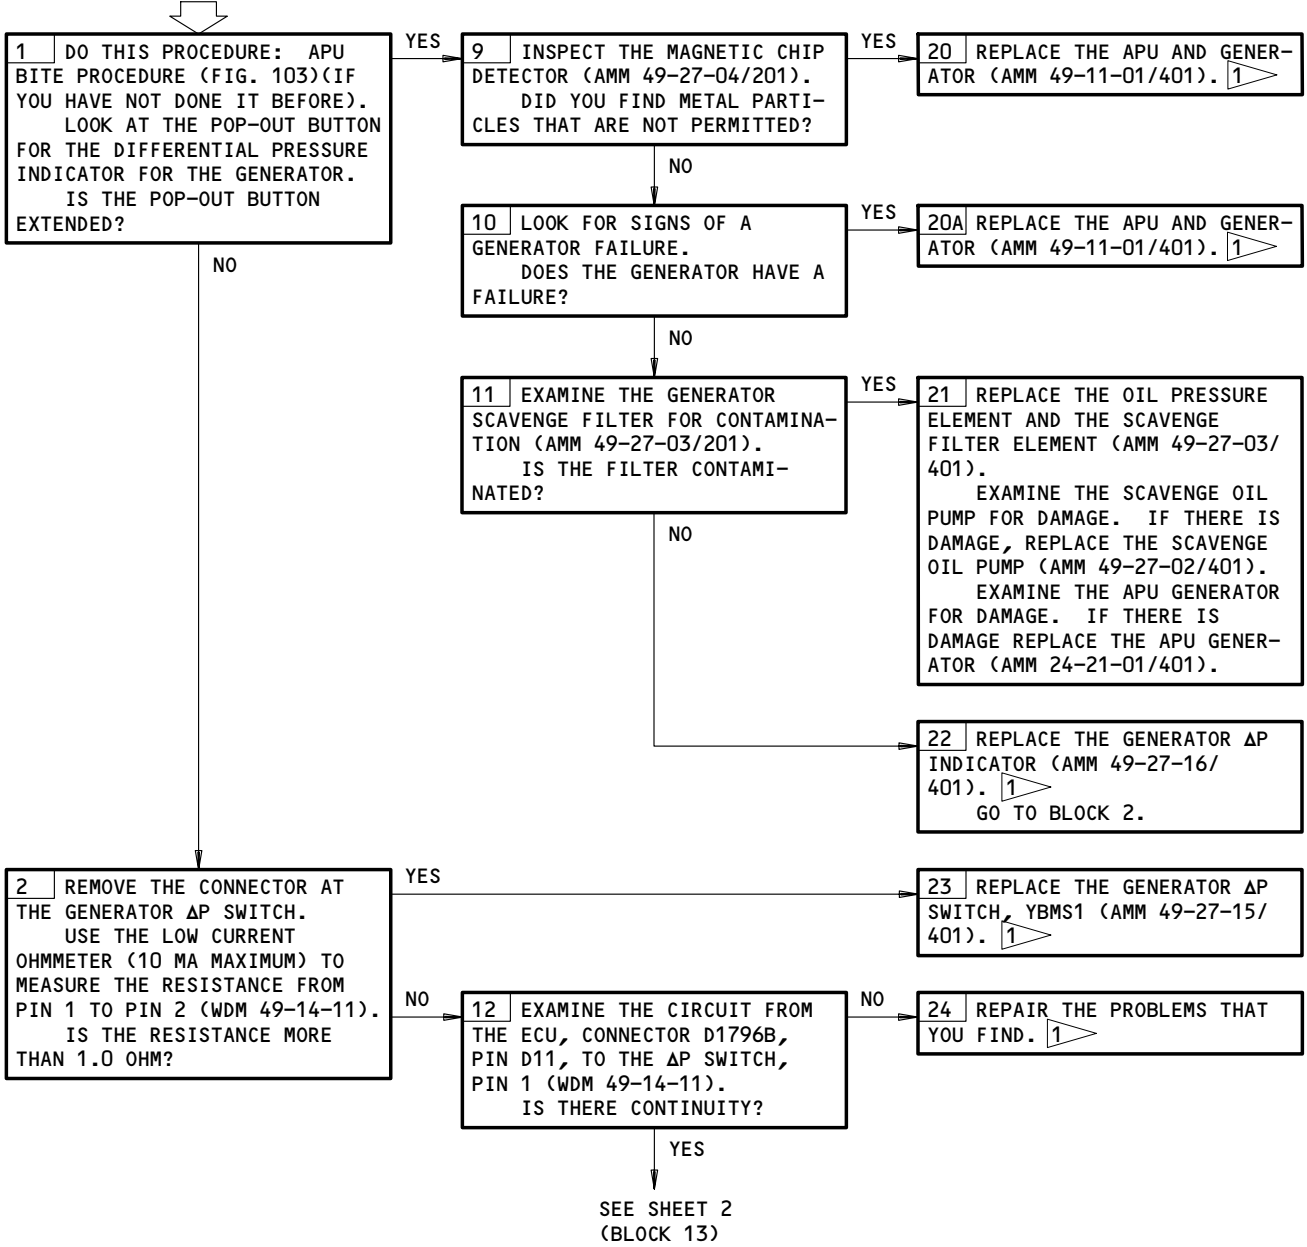 1 DO THIS PROCEDURE: APU
BITE PROCEDURE (FIG. 103)(IF
YOU HAVE NOT DONE IT BEFORE).
LOOK AT THE POP-OUT BUTTON
FOR THE DIFFERENTIAL PRESSURE
INDICATOR FOR THE GENERATOR.
IS THE POP-OUT BUTTON
EXTENDED?
YES
NO
9 INSPECT THE MAGNETIC CHIP
DETECTOR (AMM 49-27-04/201).
DID YOU FIND METAL PARTI-
CLES THAT ARE NOT PERMITTED?
YES
NO
20 REPLACE THE APU AND GENER-
ATOR (AMM 49-11-01/401). 1
10 LOOK FOR SIGNS OF A
GENERATOR FAILURE.
DOES THE GENERATOR HAVE A
FAILURE?
YES
NO
20A REPLACE THE APU AND GENER-
ATOR (AMM 49-11-01/401). 1
11 EXAMINE THE GENERATOR
SCAVENGE FILTER FOR CONTAMINA-
TION (AMM 49-27-03/201).
IS THE FILTER CONTAMI-
NATED?
YES
NO
21 REPLACE THE OIL PRESSURE
ELEMENT AND THE SCAVENGE
FILTER ELEMENT (AMM 49-27-03/
401).
EXAMINE THE SCAVENGE OIL
PUMP FOR DAMAGE. IF THERE IS
DAMAGE, REPLACE THE SCAVENGE
OIL PUMP (AMM 49-27-02/401).
EXAMINE THE APU GENERATOR
FOR DAMAGE. IF THERE IS
DAMAGE REPLACE THE APU GENER-
ATOR (AMM 24-21-01/401).
22 REPLACE THE GENERATOR ΔP
INDICATOR (AMM 49-27-16/
401). 1
GO TO BLOCK 2.
2 REMOVE THE CONNECTOR AT
THE GENERATOR ΔP SWITCH.
USE THE LOW CURRENT
OHMMETER (10 MA MAXIMUM) TO
MEASURE THE RESISTANCE FROM
PIN 1 TO PIN 2 (WDM 49-14-11).
IS THE RESISTANCE MORE
THAN 1.0 OHM?
YES
NO
23 REPLACE THE GENERATOR ΔP
SWITCH, YBMS1 (AMM 49-27-15/
401). 1
12 EXAMINE THE CIRCUIT FROM
THE ECU, CONNECTOR D1796B,
PIN D11, TO THE ΔP SWITCH,
PIN 1 (WDM 49-14-11).
IS THERE CONTINUITY?
NO
YES
24 REPAIR THE PROBLEMS THAT
YOU FIND. 1
SEE SHEET 2
(BLOCK 13)